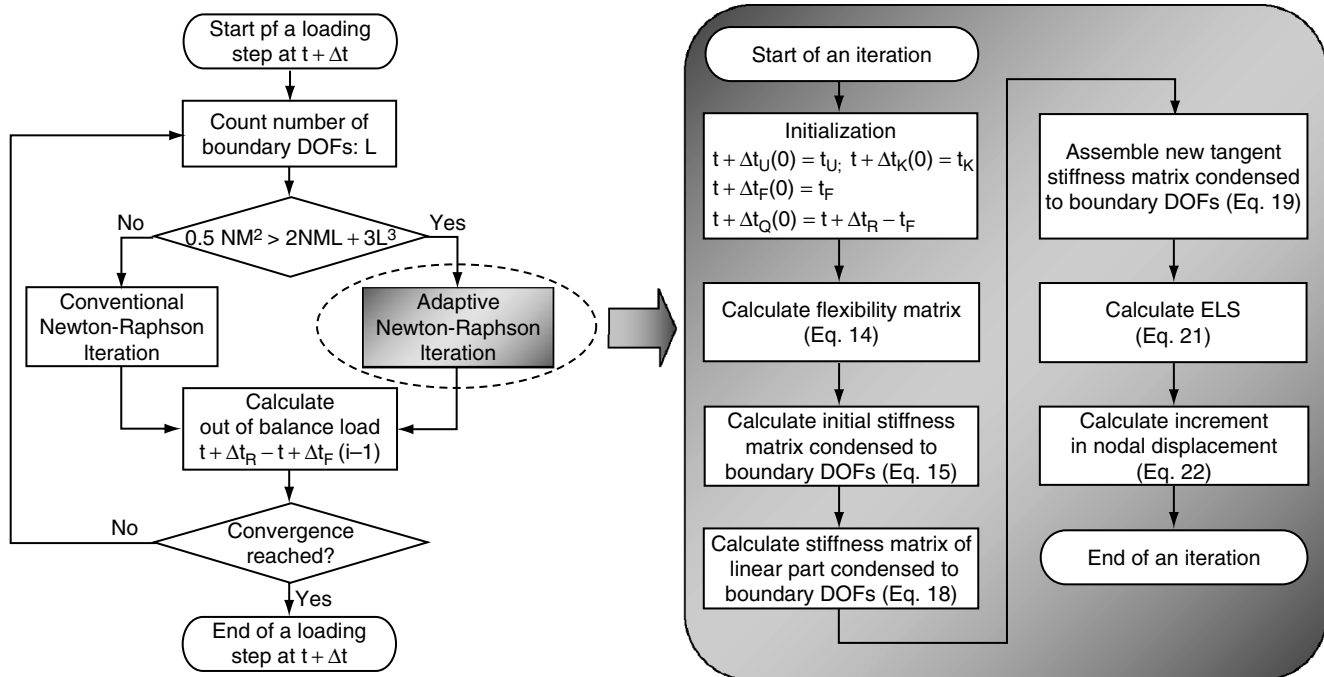 Start pf a loading
step at t + Δt
Count number of
boundary DOFs: L
No
Yes
0.5 NM² > 2NML + 3L³
Conventional
Newton-Raphson
Iteration
Adaptive
Newton-Raphson
Iteration
Calculate
out of balance load
t + Δt_R − t + Δt_F (i−1)
No
Convergence
reached?
Yes
End of a loading
step at t + Δt
Start of an iteration
Initialization
t + Δt_U(0) = t_U; t + Δt_K(0) = t_K
t + Δt_F(0) = t_F
t + Δt_Q(0) = t + Δt_R − t_F
Calculate flexibility matrix
(Eq. 14)
Calculate initial stiffness
matrix condensed to
boundary DOFs (Eq. 15)
Calculate stiffness matrix of
linear part condensed to
boundary DOFs (Eq. 18)
Assemble new tangent
stiffness matrix condensed
to boundary DOFs (Eq. 19)
Calculate ELS
(Eq. 21)
Calculate increment
in nodal displacement
(Eq. 22)
End of an iteration